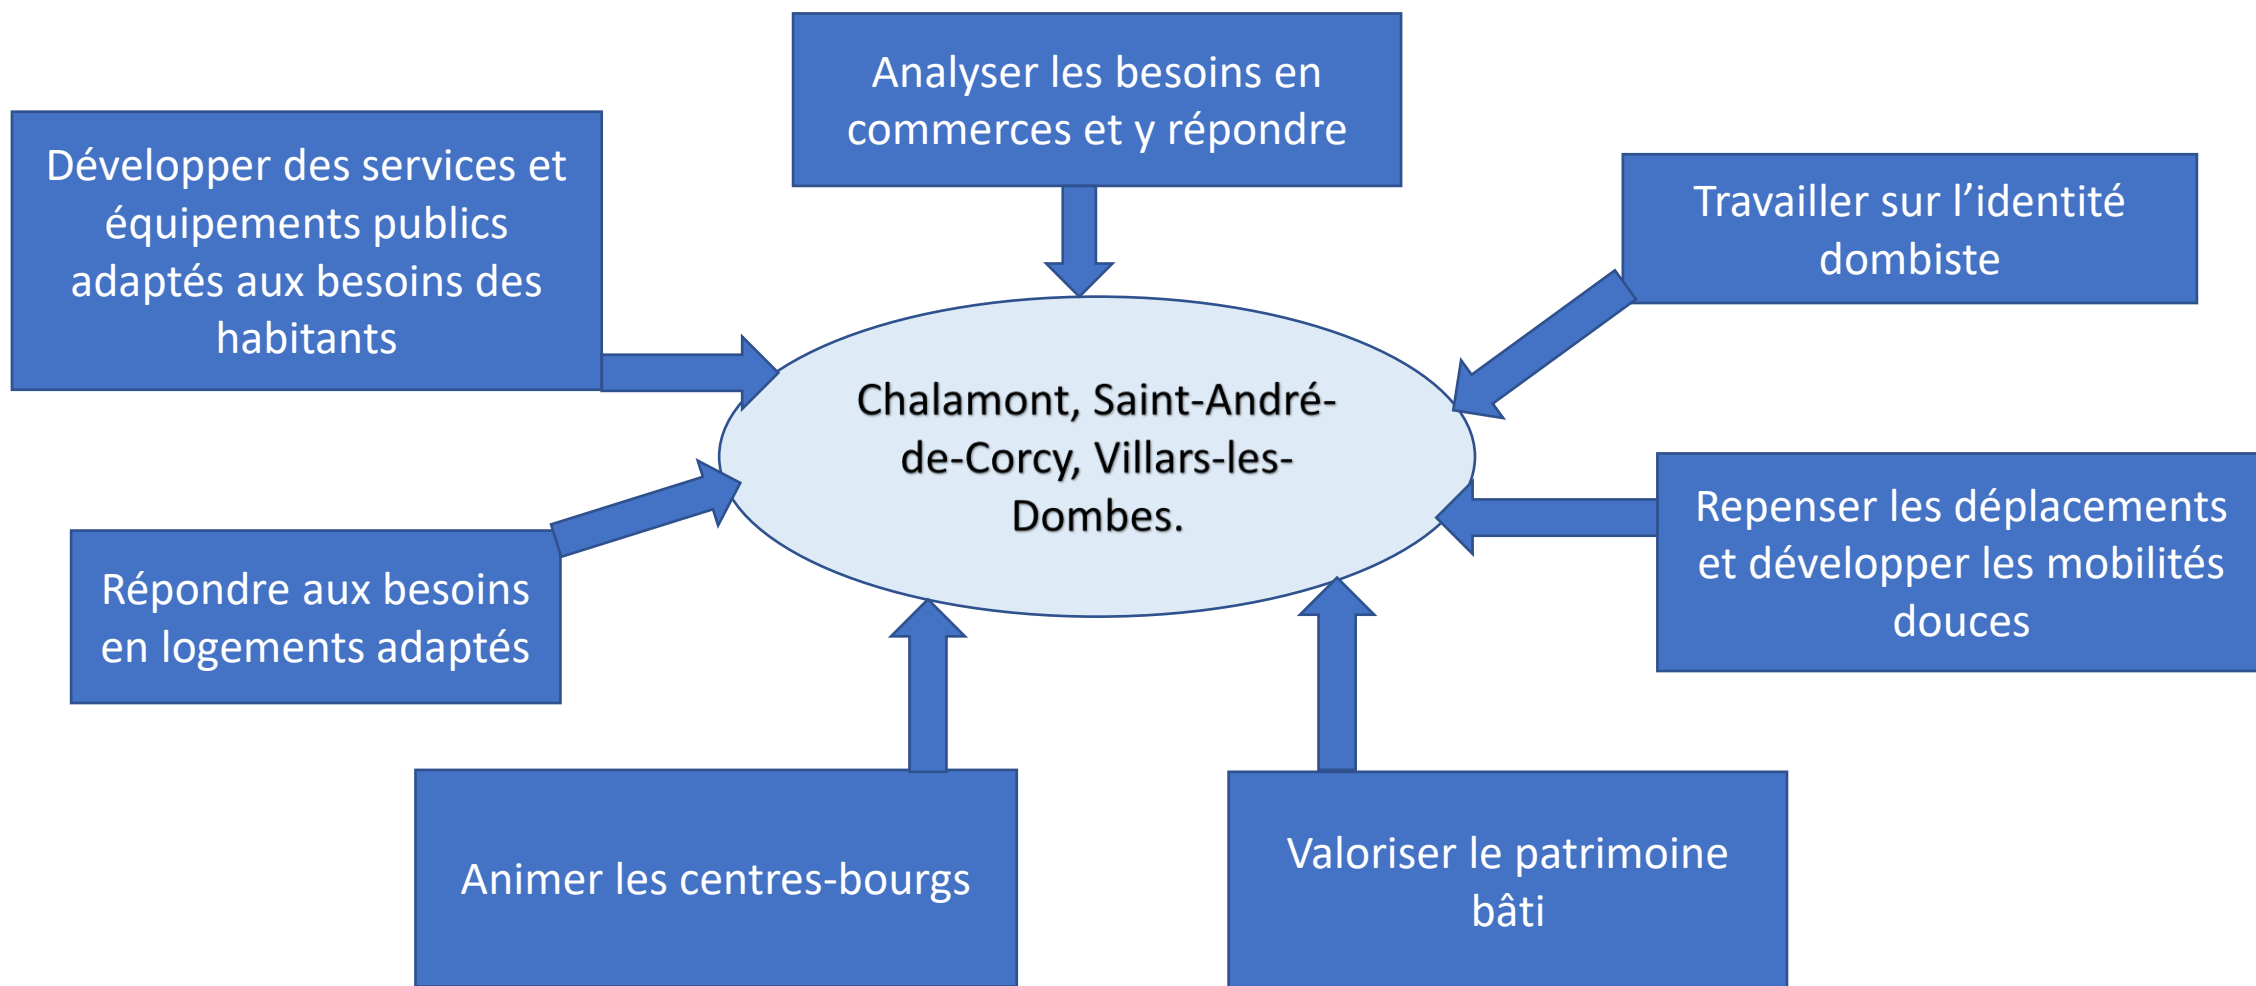 Analyser les besoins en
commerces et y répondre
Développer des services et
équipements publics
adaptés aux besoins des
habitants
Travailler sur l’identité
dombiste
Chalamont, Saint-André-
de-Corcy, Villars-les-
Dombes.
Repenser les déplacements
et développer les mobilités
douces
Répondre aux besoins
en logements adaptés
Animer les centres-bourgs
Valoriser le patrimoine
bâti